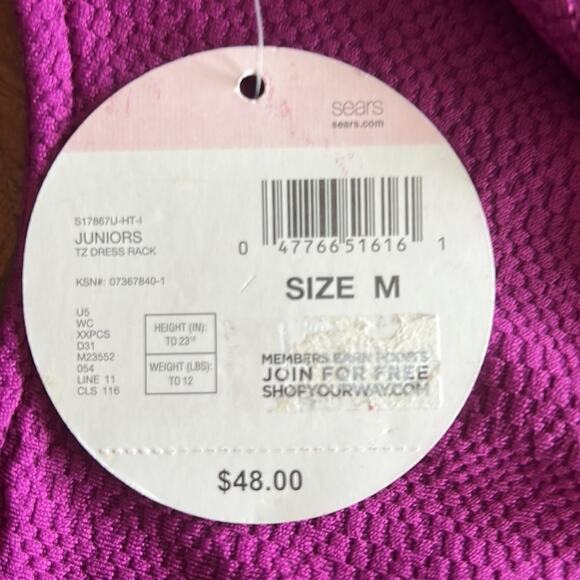 sears
sears.com
S17867U-HT-I
JUNIORS
TZ DRESS RACK
KSN#: 07367840-1
0 47766 51616 1
SIZE M
U5
WC
XXPCS
D31
M23552
054
LINE 11
CLS 116
HEIGHT (IN):
TO 23"
WEIGHT (LBS):
TO 12
MEMBERS EARN POINTS
JOIN FOR FREE
SHOPYOURWAY.COM
$48.00